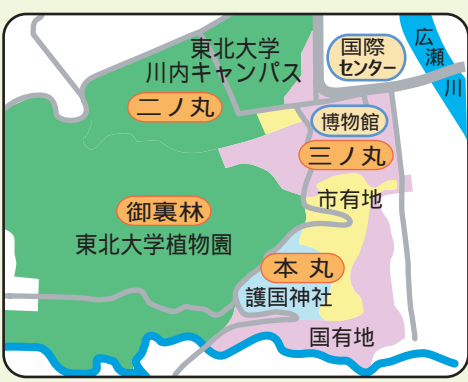 東北大学
川内キャンパス
国際
センター
広瀬川
二ノ丸
博物館
三ノ丸
市有地
御裏林
東北大学植物園
本丸
護国神社
国有地